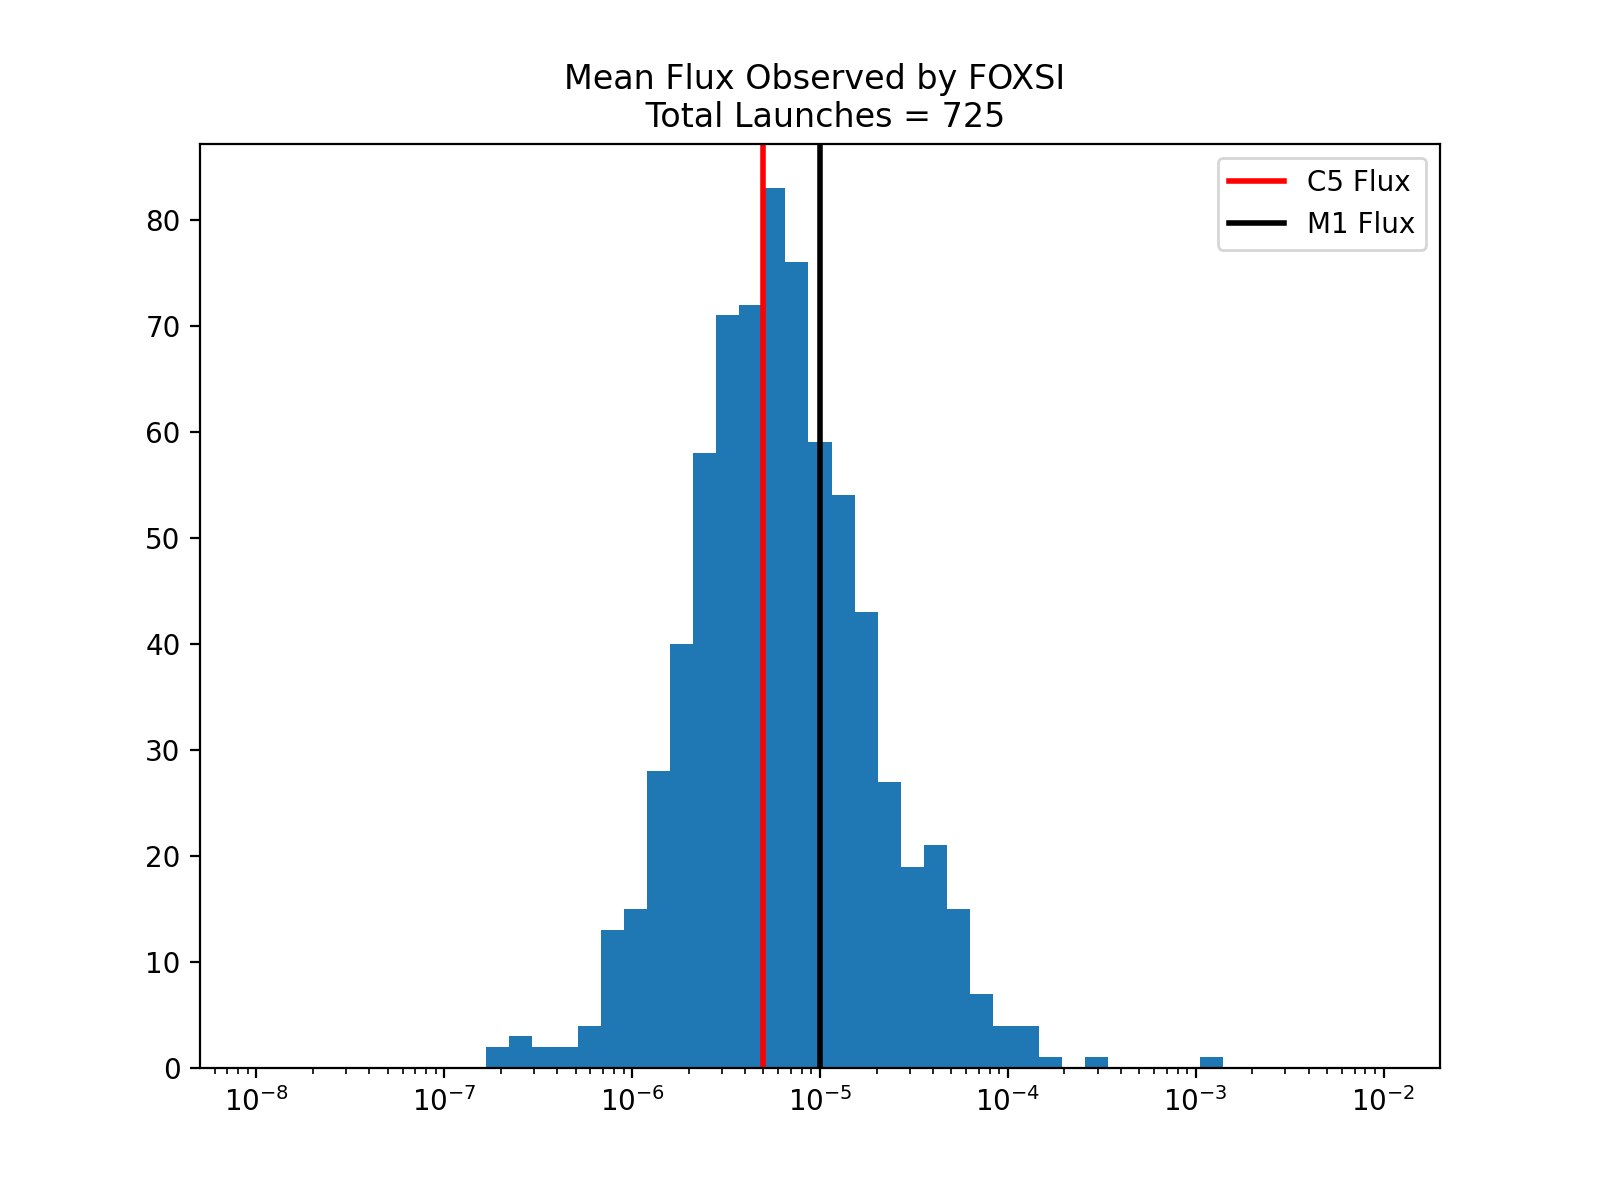 Mean Flux Observed by FOXSI
Total Launches = 725
C5 Flux
M1 Flux
80
70
60
50
40
30
20
10
0
10⁻⁸ 10⁻⁷ 10⁻⁶ 10⁻⁵ 10⁻⁴ 10⁻³ 10⁻²